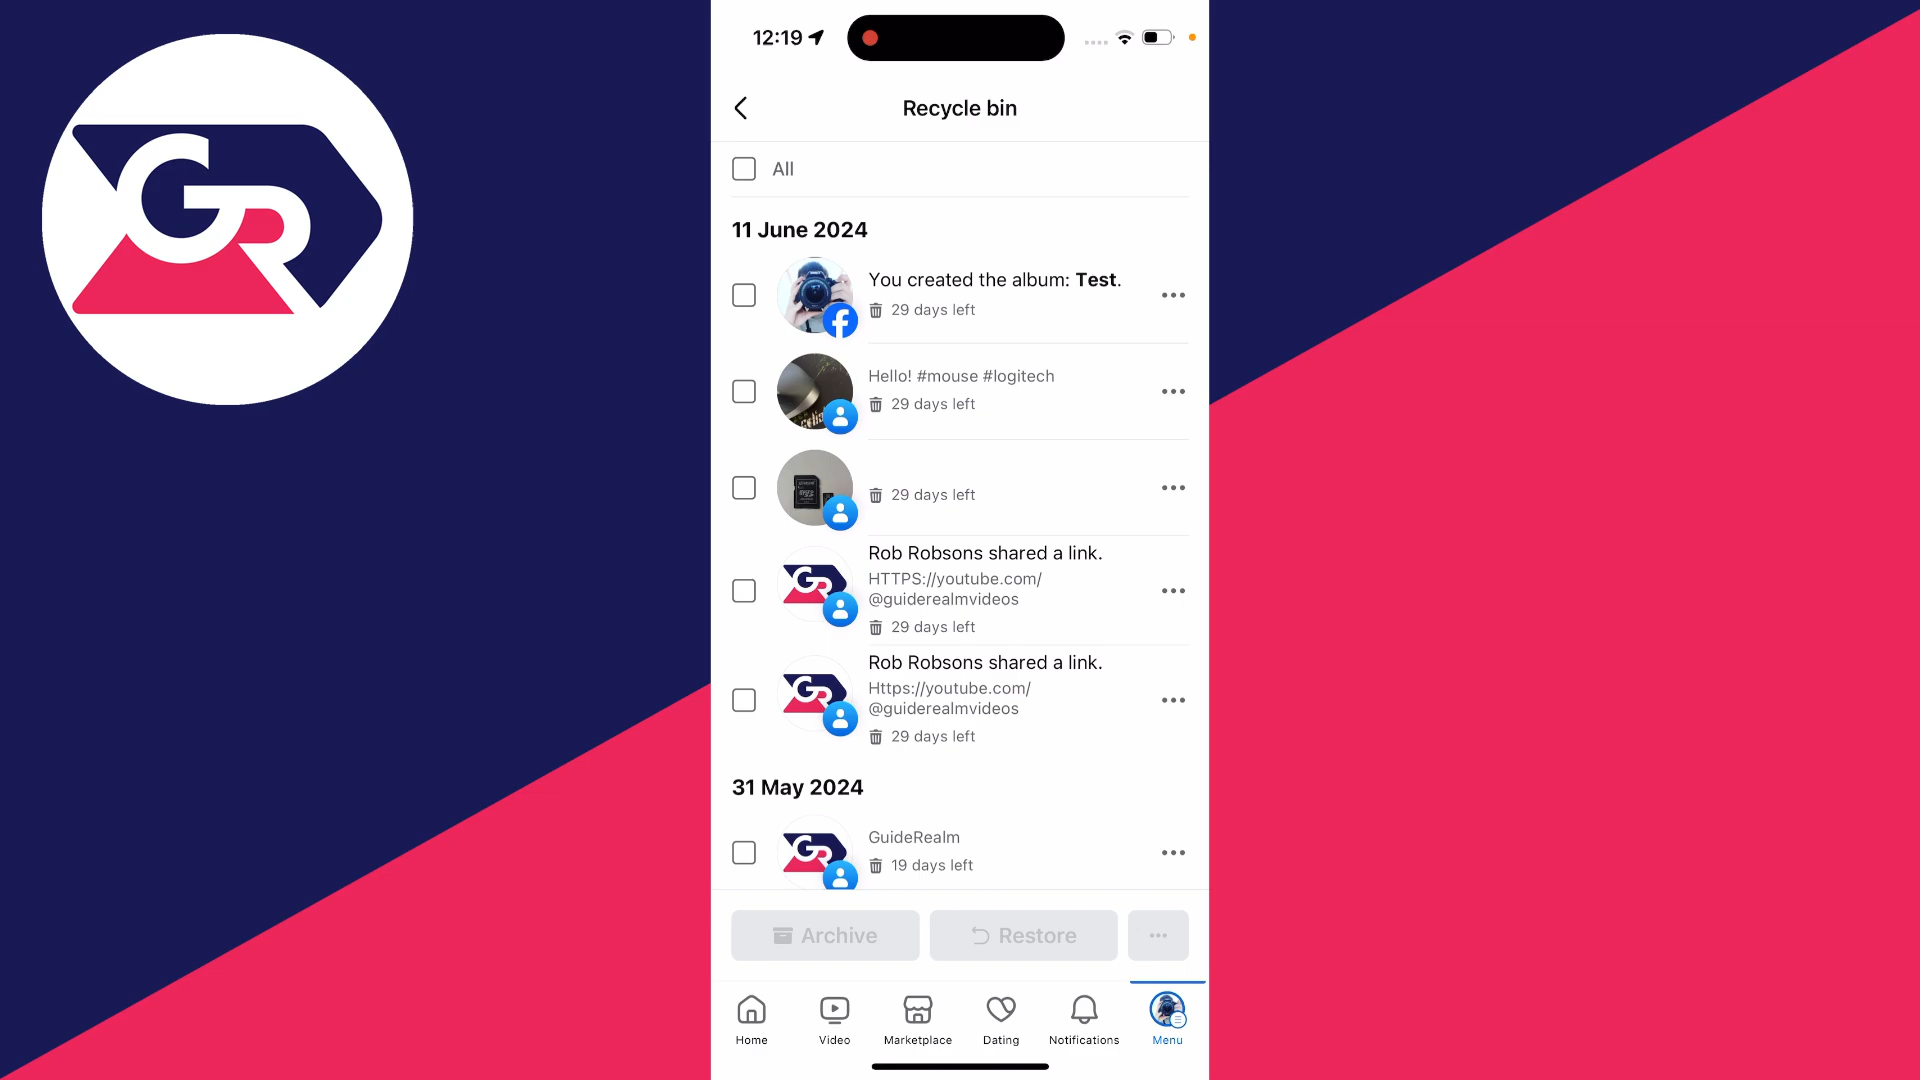 GR
12:19
Recycle bin
All
11 June 2024
You created the album: Test.
29 days left
Hello! #mouse #logitech
29 days left
29 days left
Rob Robsons shared a link.
HTTPS://youtube.com/
@guiderealmvideos
29 days left
Rob Robsons shared a link.
Https://youtube.com/
@guiderealmvideos
29 days left
31 May 2024
GuideRealm
19 days left
Archive
Restore
Home
Video
Marketplace
Dating
Notifications
Menu